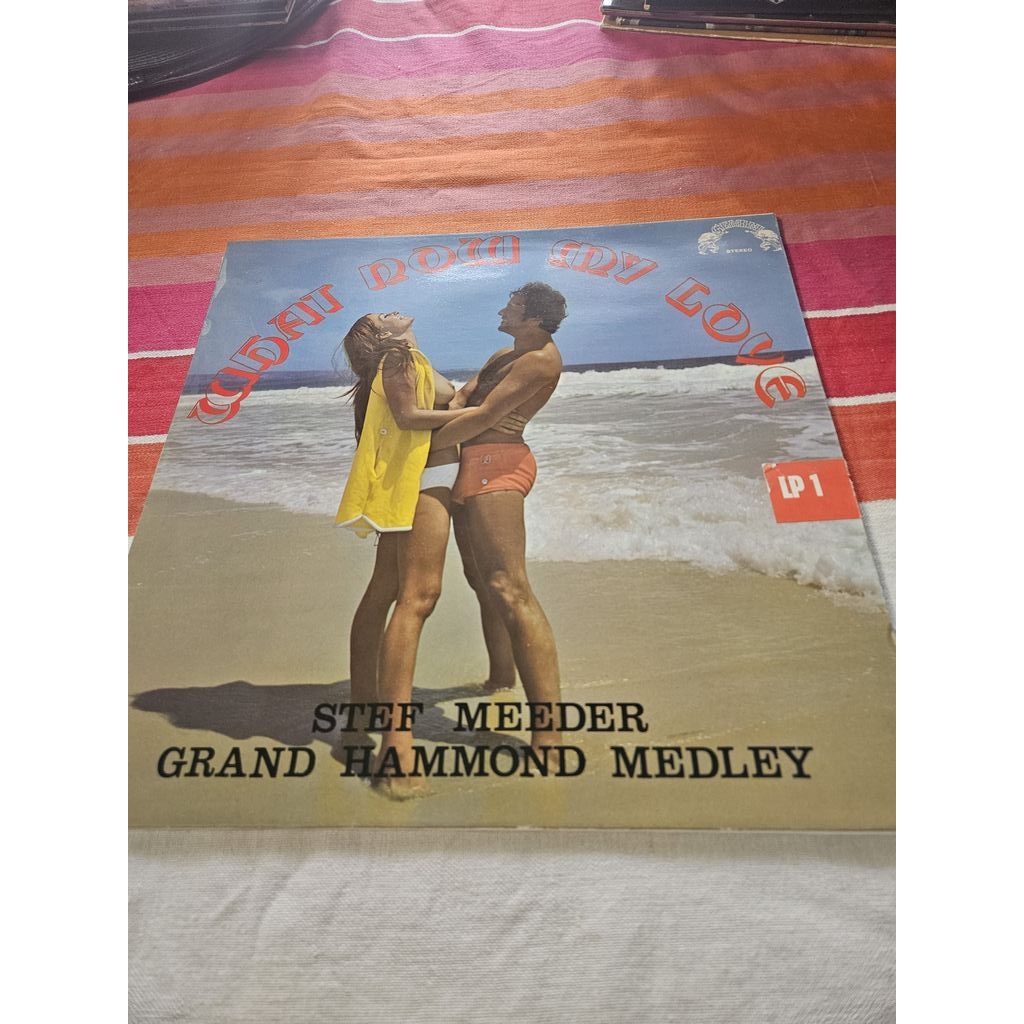 WHAT NOW MY LOVE
STEREO
LP 1
STEF MEEDER
GRAND HAMMOND MEDLEY